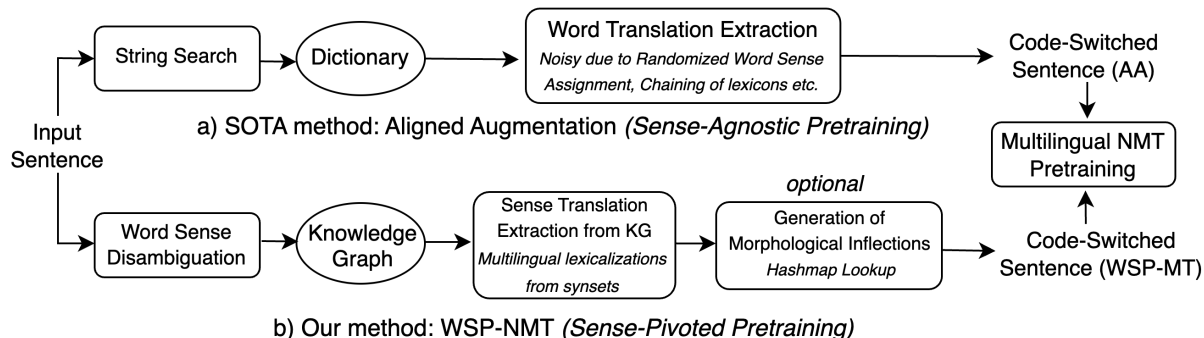 String Search
Dictionary
Word Translation Extraction
Noisy due to Randomized Word Sense
Assignment, Chaining of lexicons etc.
Code-Switched
Sentence (AA)
a) SOTA method: Aligned Augmentation (Sense-Agnostic Pretraining)
Input
Sentence
Multilingual NMT
Pretraining
Word Sense
Disambiguation
Knowledge
Graph
Sense Translation
Extraction from KG
Multilingual lexicalizations
from synsets
optional
Generation of
Morphological Inflections
Hashmap Lookup
Code-Switched
Sentence (WSP-MT)
b) Our method: WSP-NMT (Sense-Pivoted Pretraining)